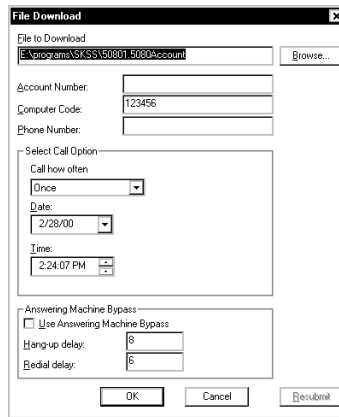 File Download
File to Download
E:\programs\SKSS\50801.5080Account
Browse...
Account Number:
Computer Code: 123456
Phone Number:
Select Call Option
Call how often
Once
Date:
2/28/00
Time:
2:24:07 PM
Answering Machine Bypass
Use Answering Machine Bypass
Hang-up delay: 8
Redial delay: 6
OK Cancel Resubmit